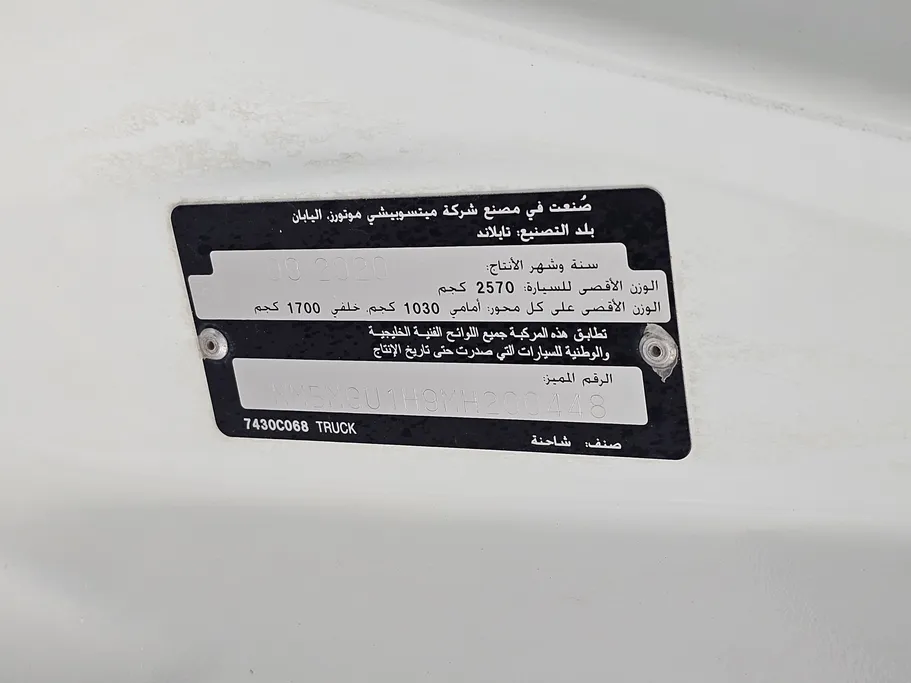 صُنعت في مصنع شركة ميتسوبيشي موتورز، اليابان
بلد التصنيع: تايلاند
سنة وشهر الأنتاج:
الوزن الأقصى للسيارة: 2570 كجم
الوزن الأقصى على كل محور: أمامي 1030 كجم، خلفي 1700 كجم
تطابق هذه المركبة جميع اللوائح الفنية الخليجية
والوطنية للسيارات التي صدرت حتى تاريخ الإنتاج
الرقم المميز:
7430C068 TRUCK
صنف: شاحنة